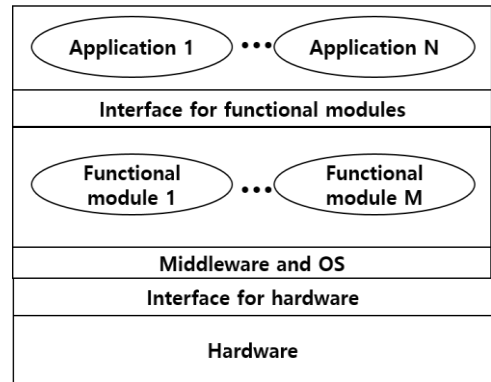 Application 1 ••• Application N
Interface for functional modules
Functional
module 1
•••
Functional
module M
Middleware and OS
Interface for hardware
Hardware